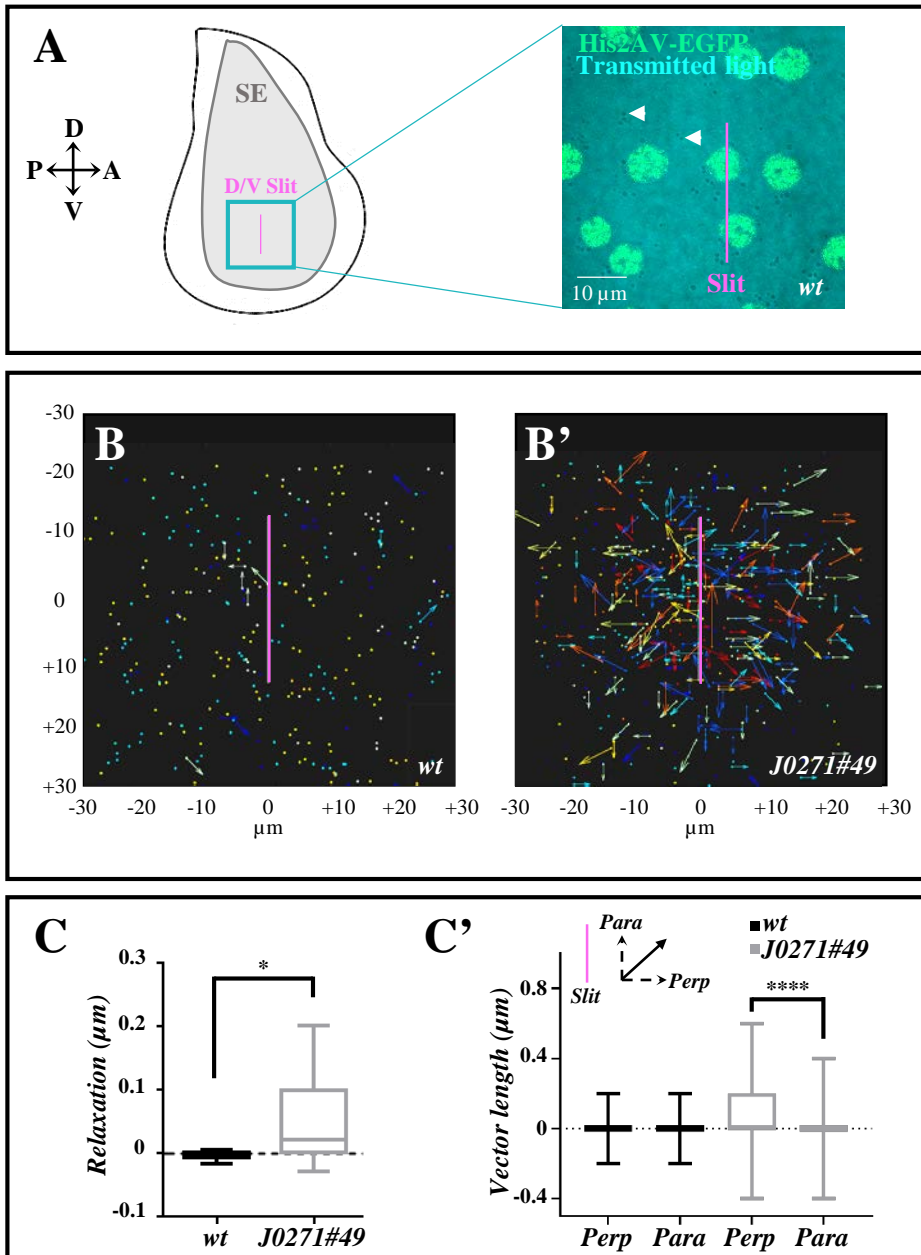 A
D
P A
V
SE
D/V Slit
His2AV-EGFP
Transmitted light
10 µm
Slit
wt
B
-30
-20
-10
0
+10
+20
+30
wt
-30 -20 -10 0 +10 +20 +30
µm
B’
J0271#49
-30 -20 -10 0 +10 +20 +30
µm
C
Relaxation (µm)
0.3
0.2
0.1
0
-0.1
*
wt J0271#49
C’
Para
Perp
Slit
wt
J0271#49
Vector length (µm)
0.8
0.4
0
-0.4
****
Perp Para Perp Para